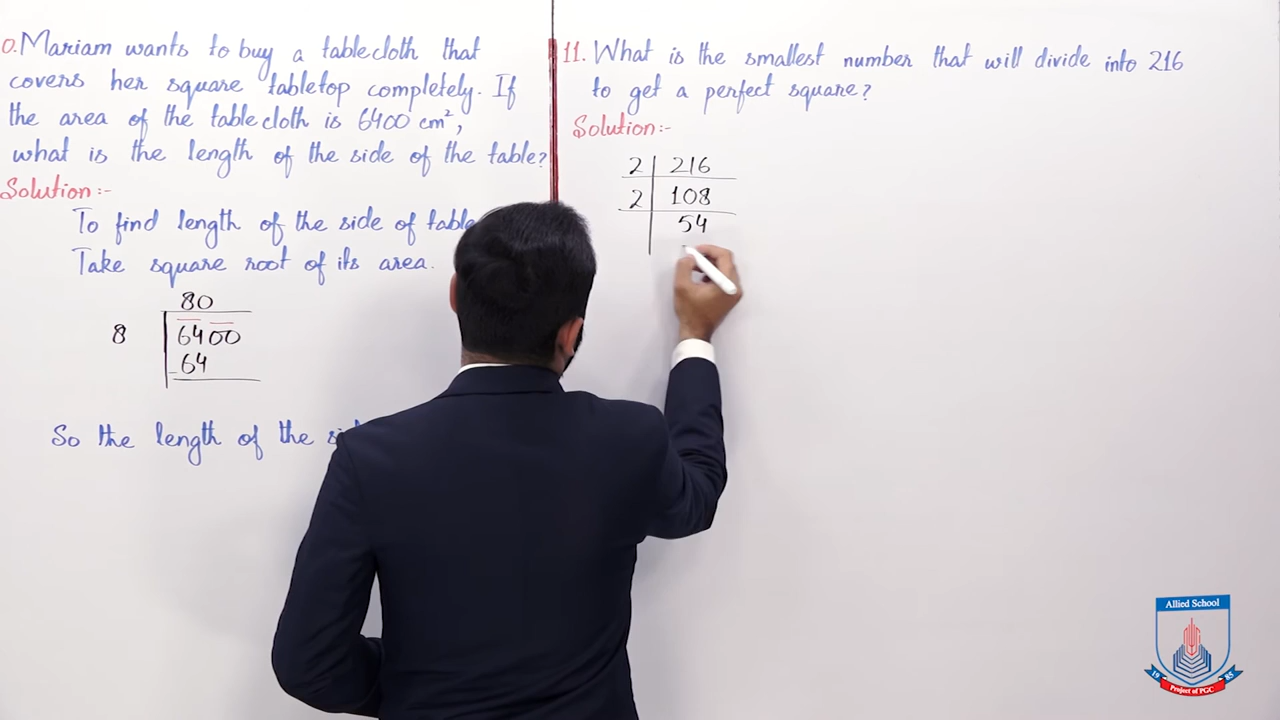 0. Mariam wants to buy a tablecloth that
covers her square tabletop completely. If
the area of the tablecloth is 6400 cm²,
what is the length of the side of the table?
Solution:-
To find length of the side of table
Take square root of its area.
80
8 6400
-64
So the length of the
11. What is the smallest number that will divide into 216
to get a perfect square?
Solution:-
2 216
2 108
54
Allied School
19 85
Project of PGC